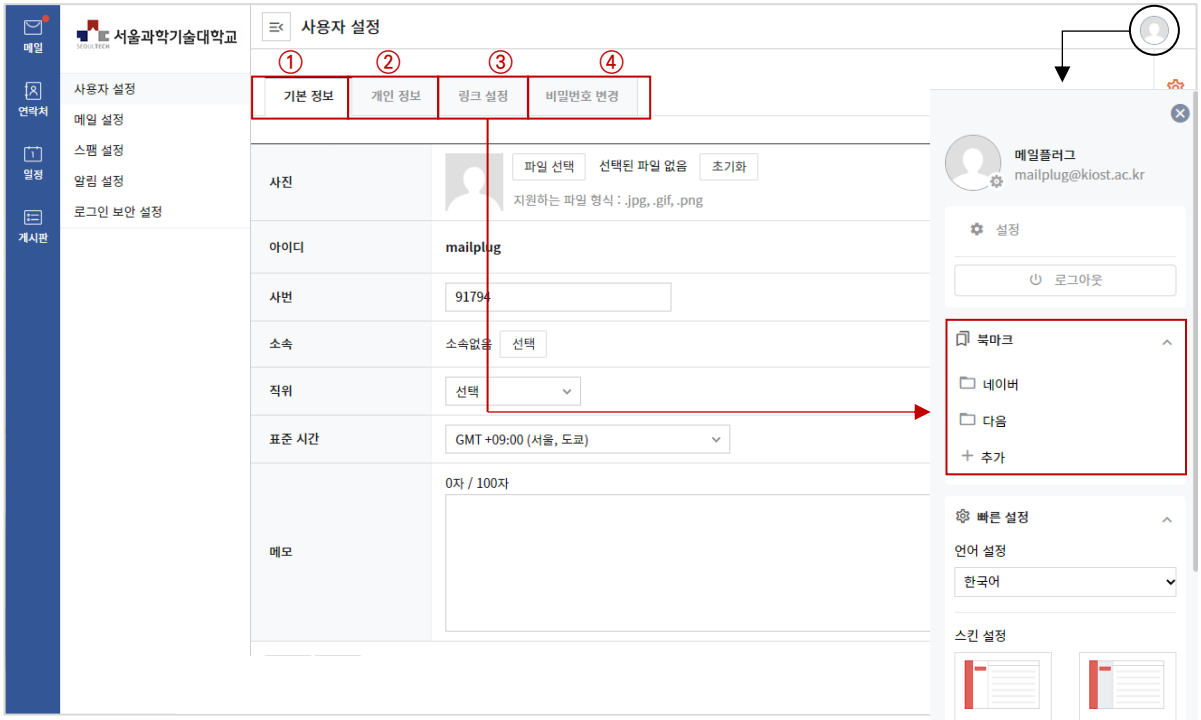 메일
연락처
일정
게시판
SEOULTECH 서울과학기술대학교
사용자 설정
메일 설정
스팸 설정
알림 설정
로그인 보안 설정
사용자 설정
① ② ③ ④
기본 정보 개인 정보 링크 설정 비밀번호 변경
사진
파일 선택 선택된 파일 없음 초기화
지원하는 파일 형식 : .jpg, .gif, .png
아이디 mailplug
사번 91794
소속 소속없음 선택
직위 선택
표준 시간 GMT +09:00 (서울, 도쿄)
0자 / 100자
메모
메일플러그
mailplug@kiost.ac.kr
설정
로그아웃
북마크
네이버
다음
추가
빠른 설정
언어 설정
한국어
스킨 설정